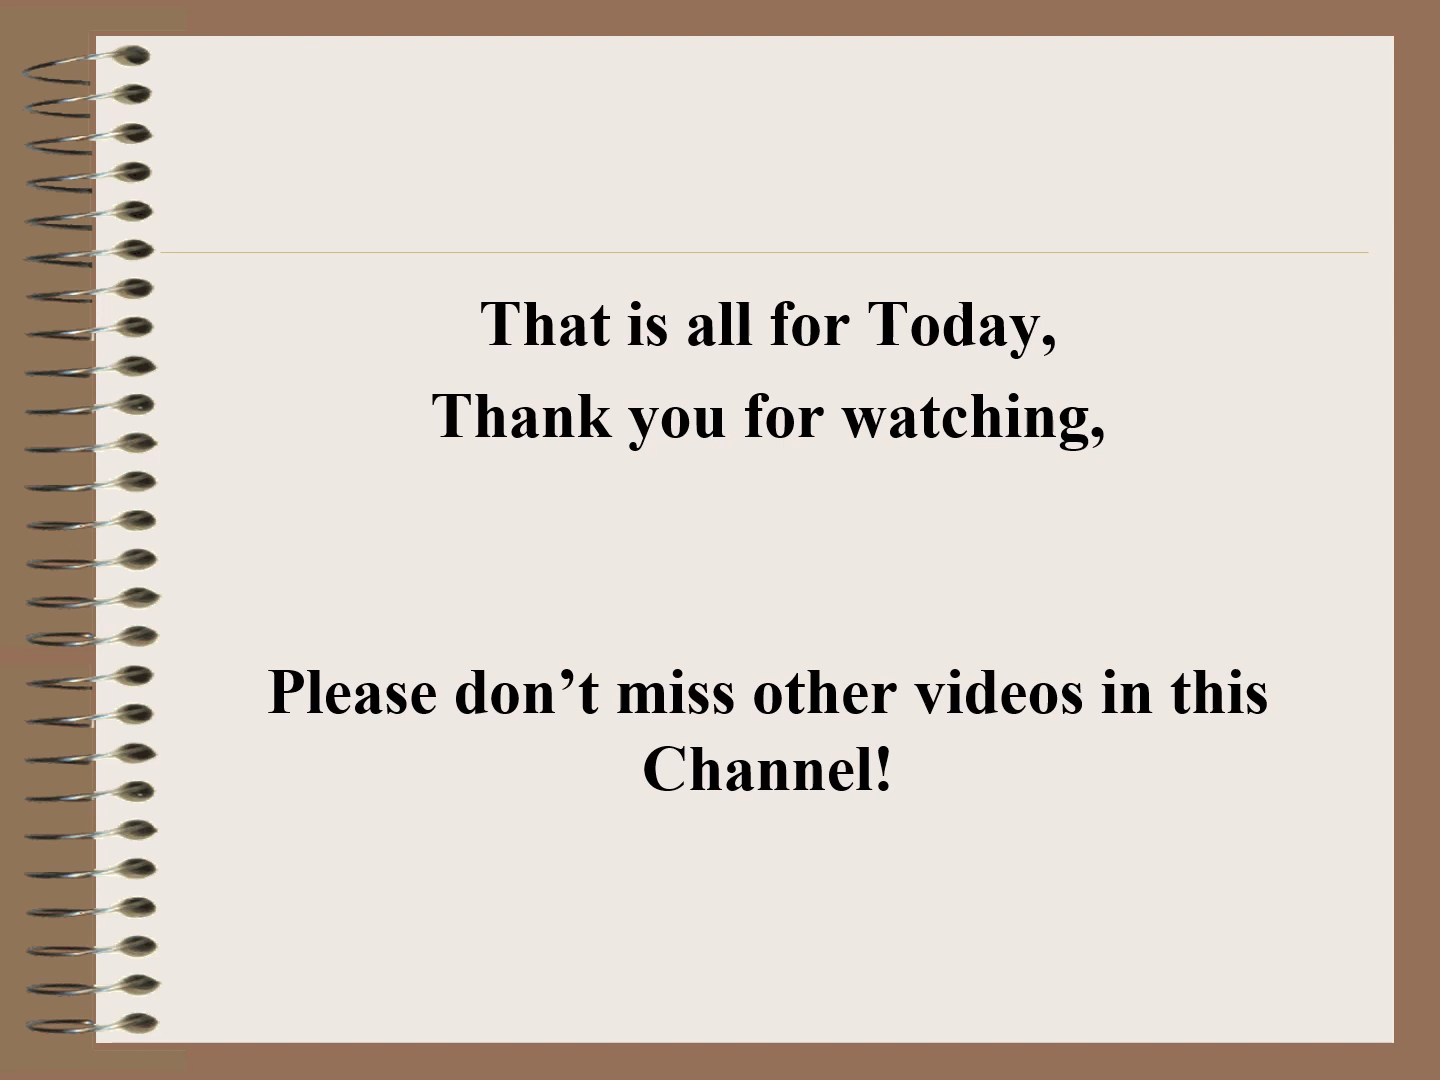 That is all for Today,
Thank you for watching,
Please don’t miss other videos in this
Channel!